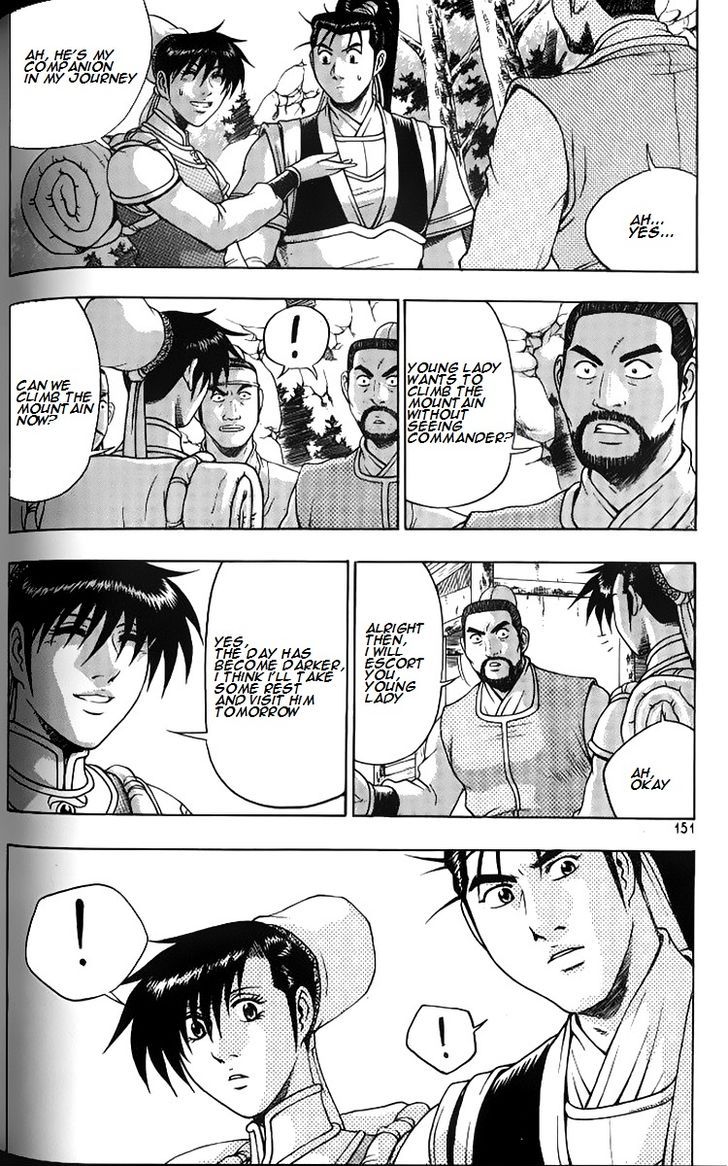 AH, HE'S MY
COMPANION
IN MY JOURNEY
AH...
YES...
CAN WE
CLIMB THE
MOUNTAIN
NOW?
!
YOUNG LADY
WANTS TO
CLIMB THE
MOUNTAIN
WITHOUT
SEEING
COMMANDER?
YES,
THE DAY HAS
BECOME DARKER,
I THINK I'LL TAKE
SOME REST
AND VISIT HIM
TOMORROW
ALRIGHT
THEN,
I WILL
ESCORT
YOU,
YOUNG
LADY
AH,
OKAY
151
!
!